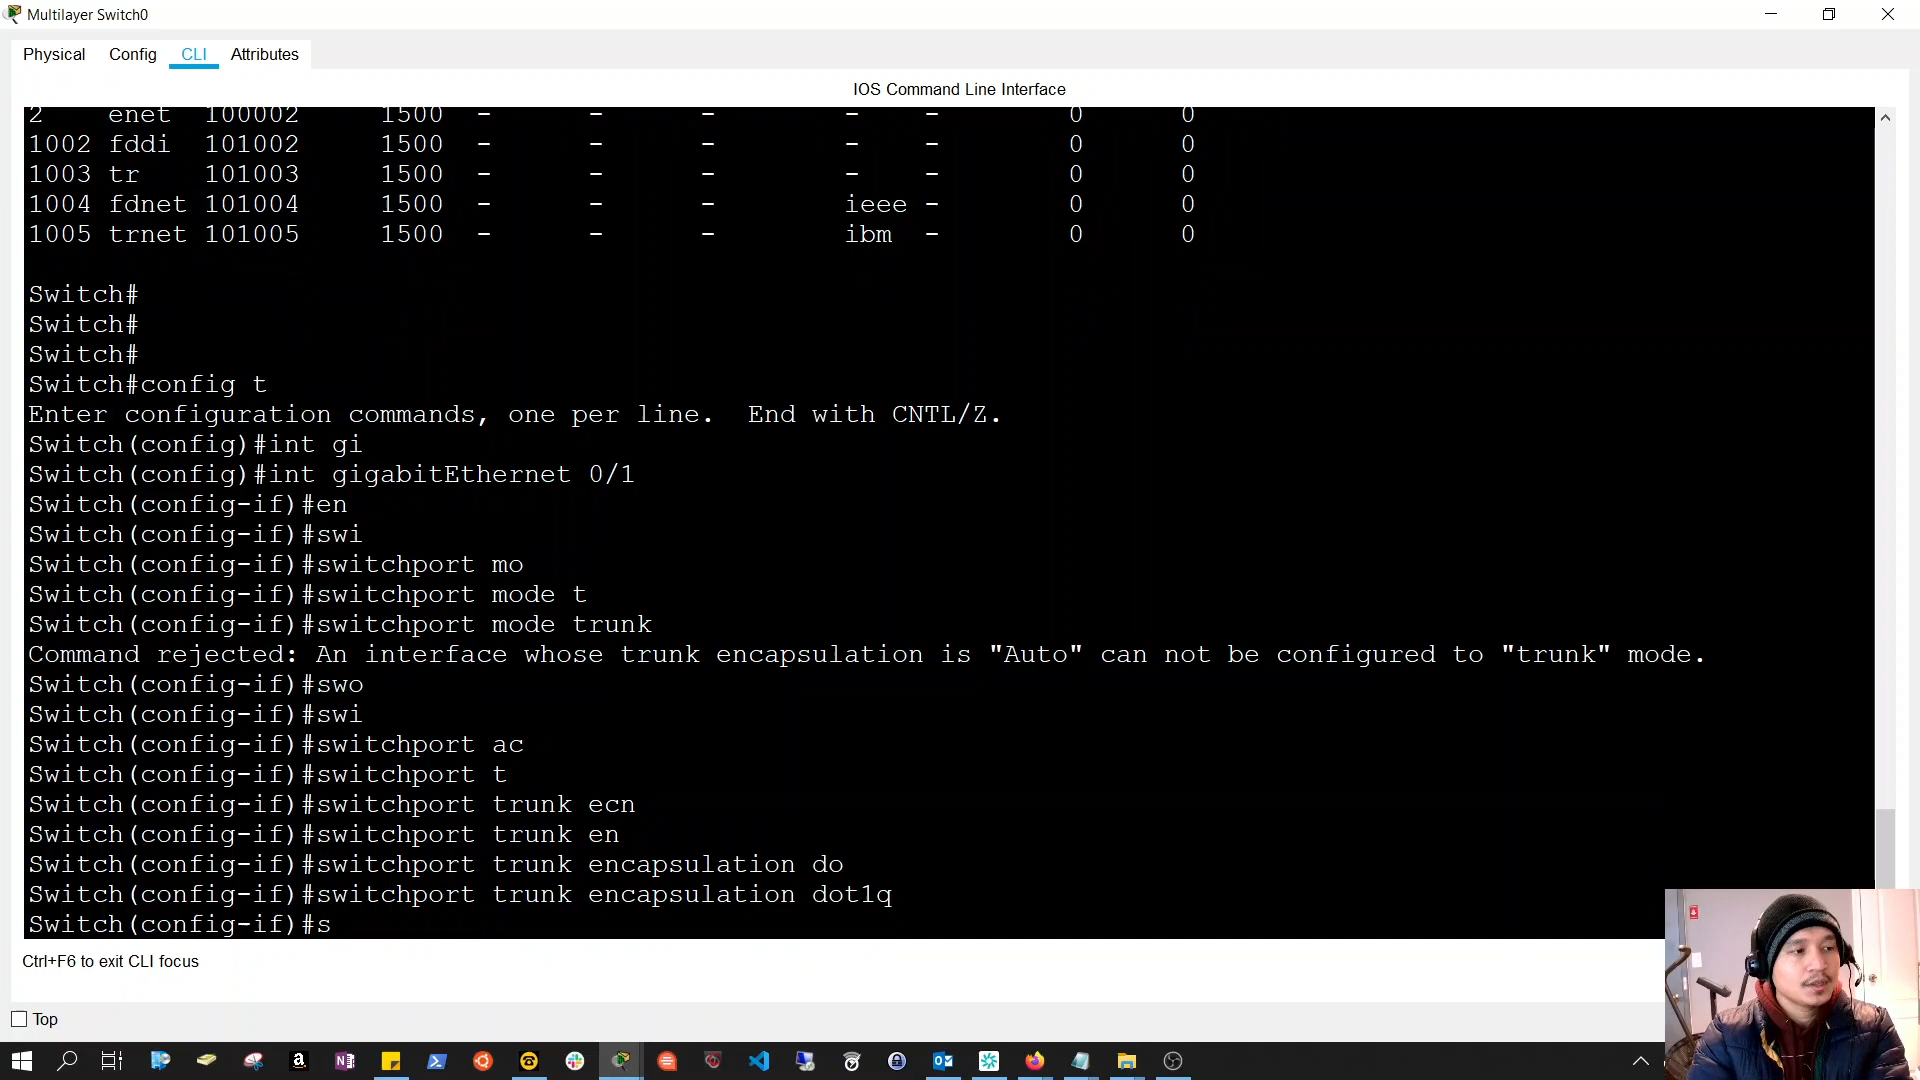 Multilayer Switch0
Physical Config CLI Attributes
IOS Command Line Interface
2 enet 100002 1500 - - - - - 0 0
1002 fddi 101002 1500 - - - - - 0 0
1003 tr 101003 1500 - - - - - 0 0
1004 fdnet 101004 1500 - - - ieee - 0 0
1005 trnet 101005 1500 - - - ibm - 0 0
Switch#
Switch#
Switch#
Switch#config t
Enter configuration commands, one per line. End with CNTL/Z.
Switch(config)#int gi
Switch(config)#int gigabitEthernet 0/1
Switch(config-if)#en
Switch(config-if)#swi
Switch(config-if)#switchport mo
Switch(config-if)#switchport mode t
Switch(config-if)#switchport mode trunk
Command rejected: An interface whose trunk encapsulation is "Auto" can not be configured to "trunk" mode.
Switch(config-if)#swo
Switch(config-if)#swi
Switch(config-if)#switchport ac
Switch(config-if)#switchport t
Switch(config-if)#switchport trunk ecn
Switch(config-if)#switchport trunk en
Switch(config-if)#switchport trunk encapsulation do
Switch(config-if)#switchport trunk encapsulation dot1q
Switch(config-if)#s
Ctrl+F6 to exit CLI focus
Top